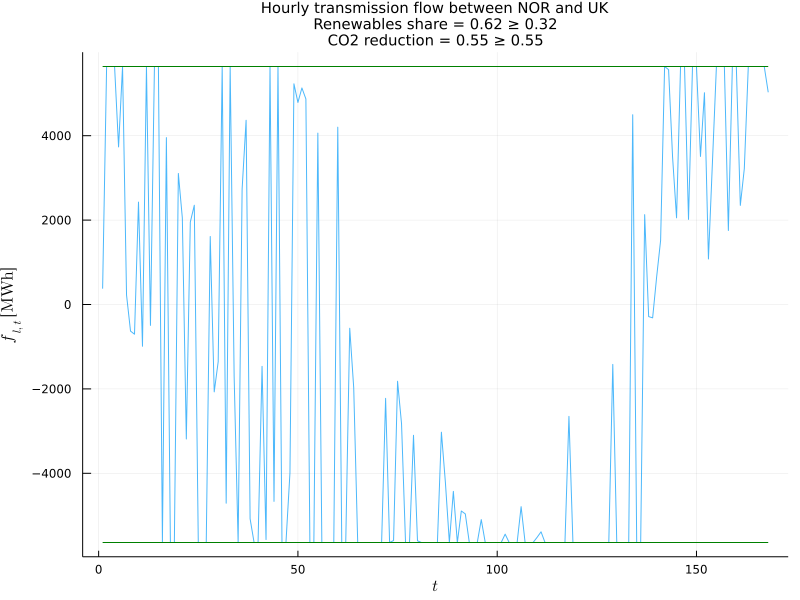 Hourly transmission flow between NOR and UK
Renewables share = 0.62 ≥ 0.32
CO2 reduction = 0.55 ≥ 0.55
f_{l,t} [MWh]
4000
2000
0
−2000
−4000
0 50 100 150
t